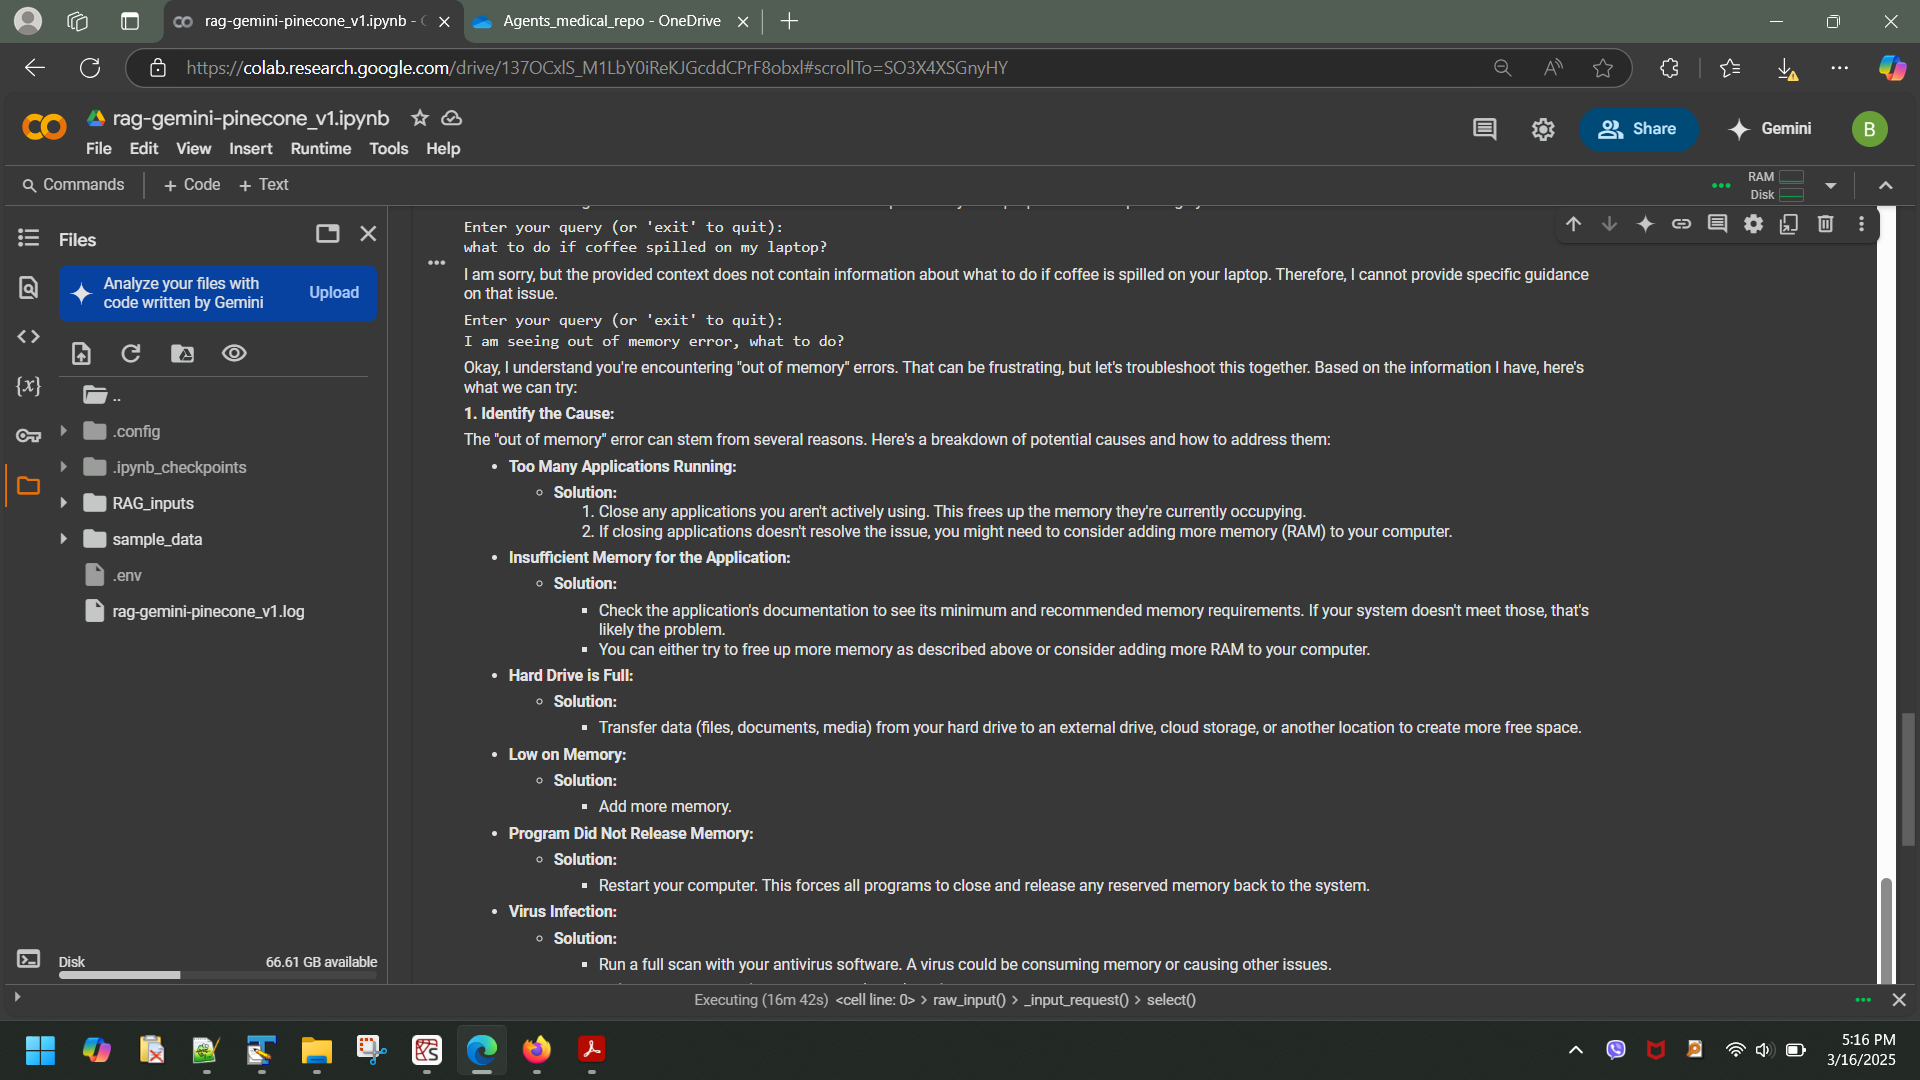 rag-gemini-pinecone_v1.ipynb - C
Agents_medical_repo - OneDrive
https://colab.research.google.com/drive/137OCxlS_M1LbY0iReKJGcddCPrF8obxl#scrollTo=SO3X4XSGnyHY
rag-gemini-pinecone_v1.ipynb
File Edit View Insert Runtime Tools Help
Share
Gemini
B
Commands + Code + Text
RAM
Disk
Files
Analyze your files with
code written by Gemini
Upload
..
.config
.ipynb_checkpoints
RAG_inputs
sample_data
.env
rag-gemini-pinecone_v1.log
Disk 66.61 GB available
Enter your query (or 'exit' to quit):
what to do if coffee spilled on my laptop?
I am sorry, but the provided context does not contain information about what to do if coffee is spilled on your laptop. Therefore, I cannot provide specific guidance
on that issue.
Enter your query (or 'exit' to quit):
I am seeing out of memory error, what to do?
Okay, I understand you're encountering "out of memory" errors. That can be frustrating, but let's troubleshoot this together. Based on the information I have, here's
what we can try:
1. Identify the Cause:
The "out of memory" error can stem from several reasons. Here's a breakdown of potential causes and how to address them:
• Too Many Applications Running:
○ Solution:
1. Close any applications you aren't actively using. This frees up the memory they're currently occupying.
2. If closing applications doesn't resolve the issue, you might need to consider adding more memory (RAM) to your computer.
• Insufficient Memory for the Application:
○ Solution:
▪ Check the application's documentation to see its minimum and recommended memory requirements. If your system doesn't meet those, that's
likely the problem.
▪ You can either try to free up more memory as described above or consider adding more RAM to your computer.
• Hard Drive is Full:
○ Solution:
▪ Transfer data (files, documents, media) from your hard drive to an external drive, cloud storage, or another location to create more free space.
• Low on Memory:
○ Solution:
▪ Add more memory.
• Program Did Not Release Memory:
○ Solution:
▪ Restart your computer. This forces all programs to close and release any reserved memory back to the system.
• Virus Infection:
○ Solution:
▪ Run a full scan with your antivirus software. A virus could be consuming memory or causing other issues.
Executing (16m 42s) <cell line: 0> > raw_input() > _input_request() > select()
5:16 PM
3/16/2025